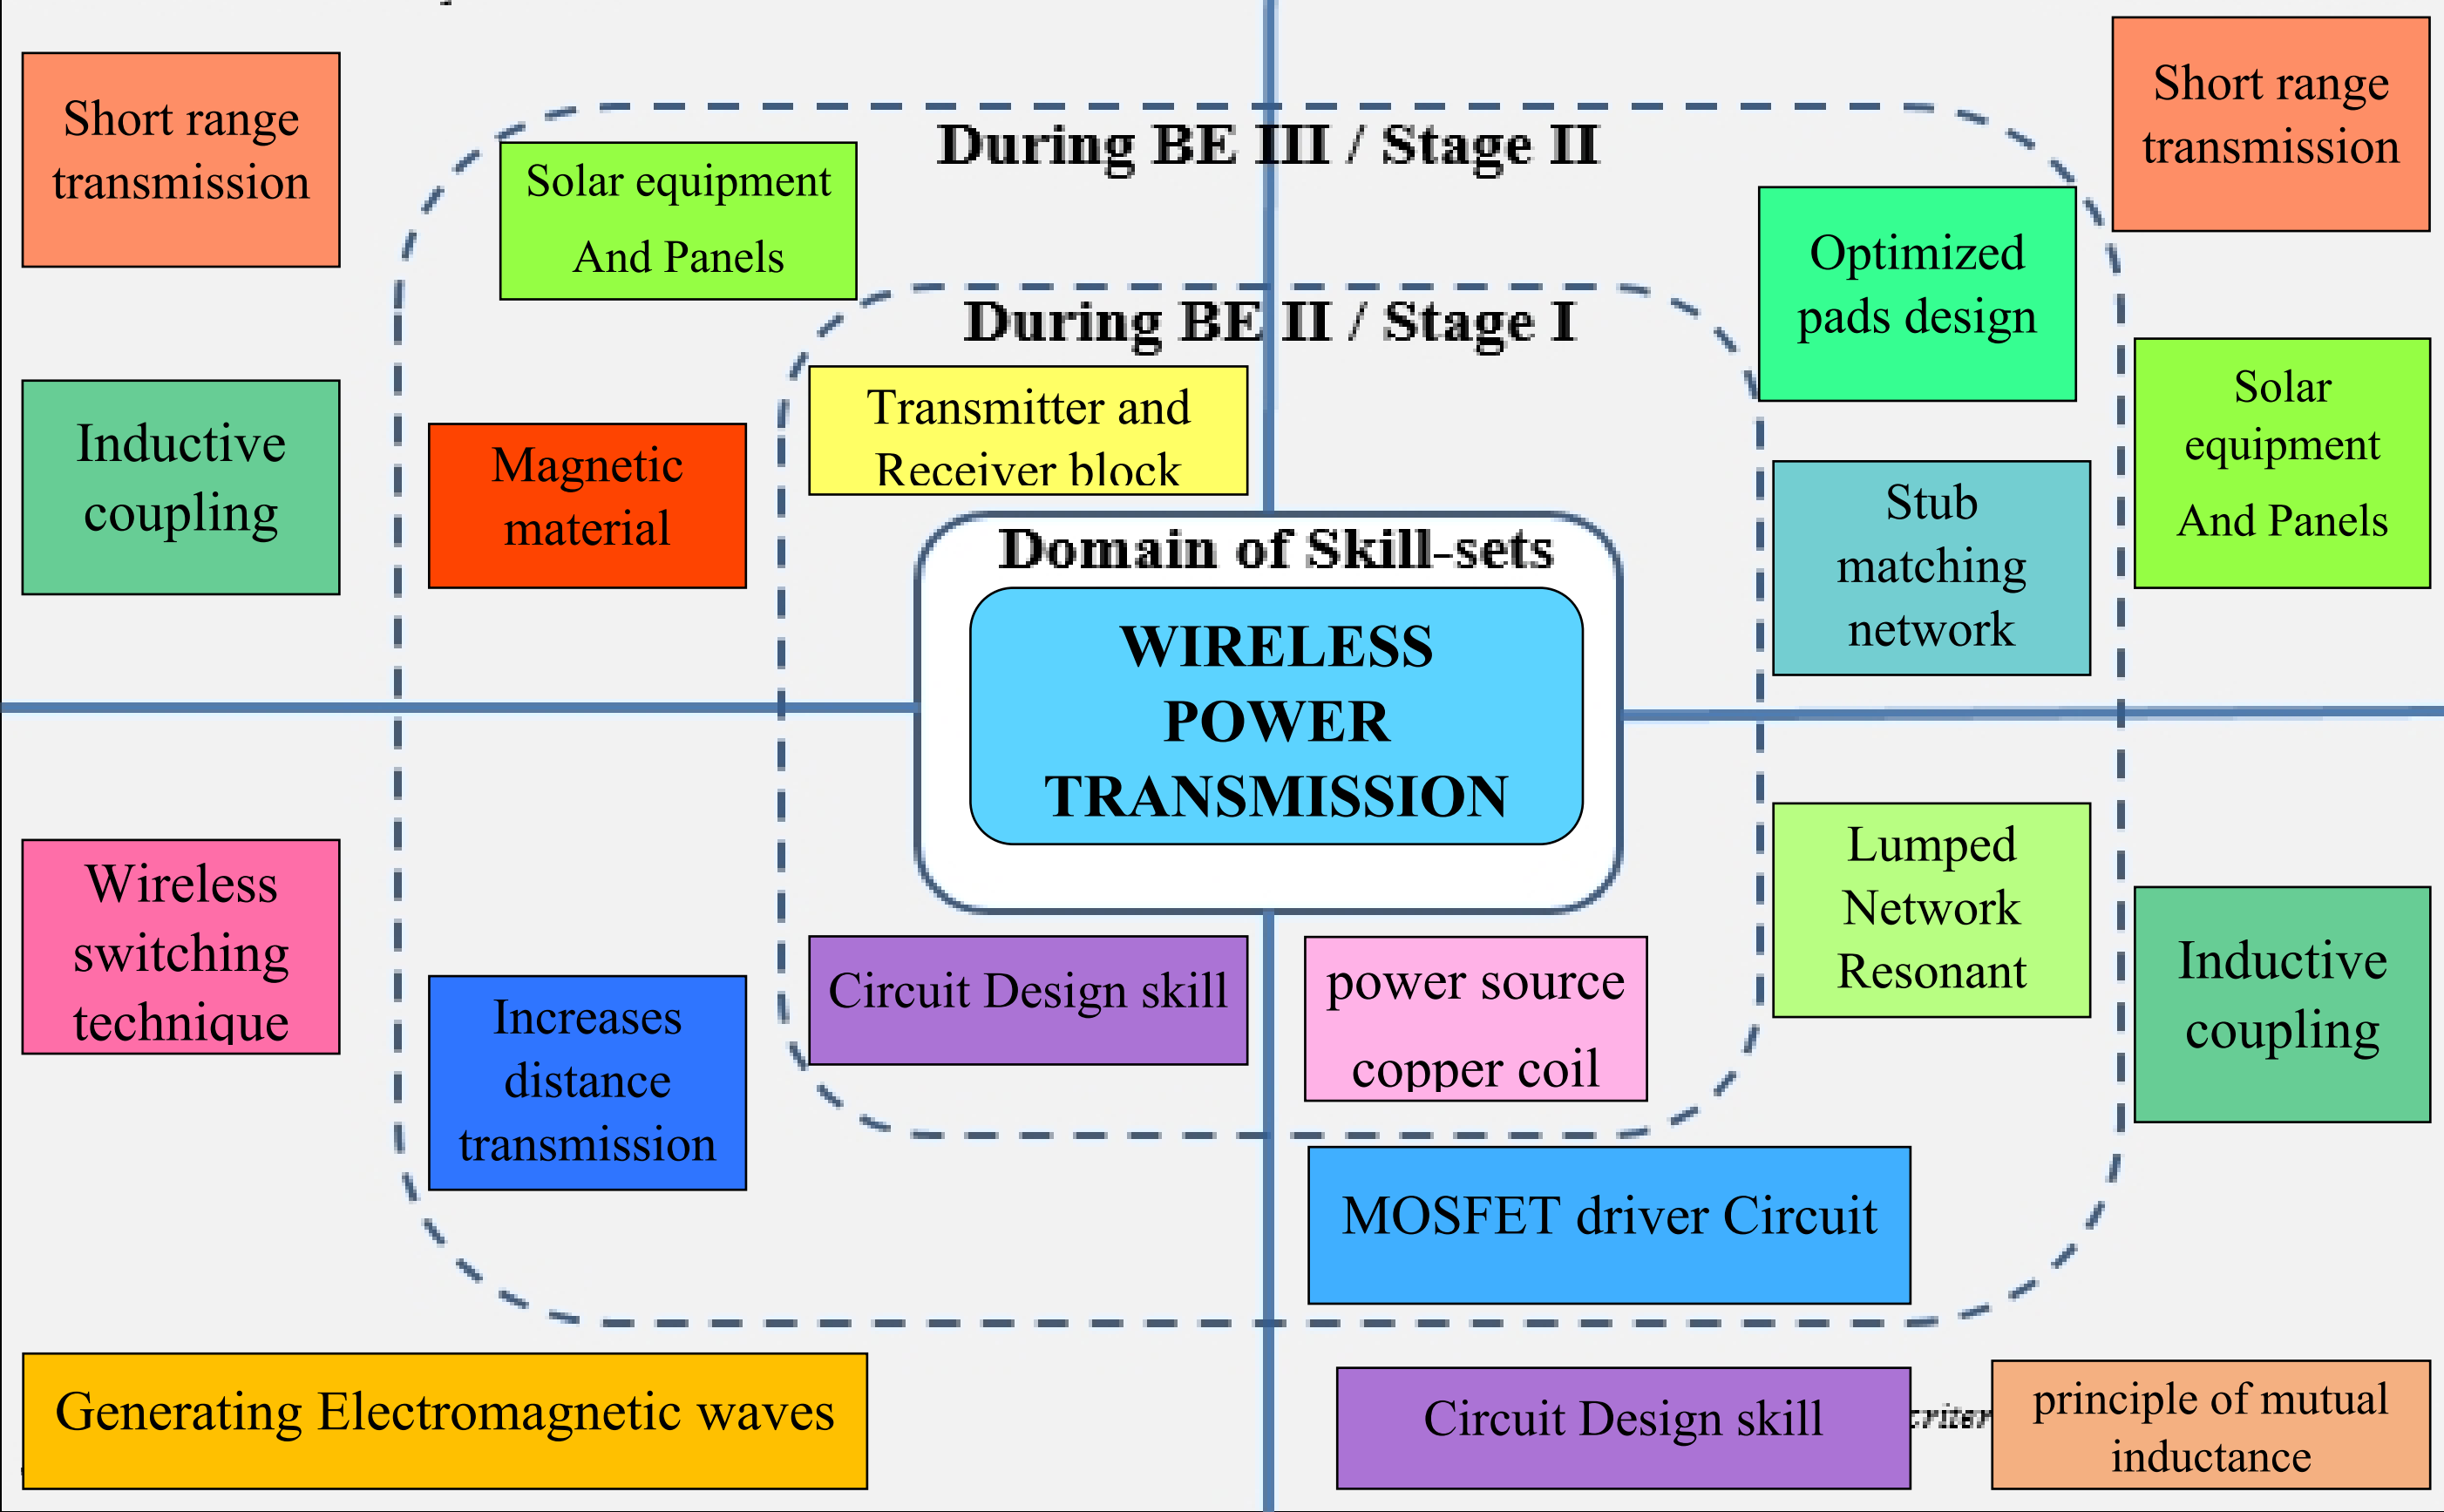 Short range
transmission
Short range
transmission
During BE III / Stage II
Solar equipment
And Panels
Optimized
pads design
During BE II / Stage I
Transmitter and
Receiver block
Inductive
coupling
Magnetic
material
Solar
equipment
And Panels
Stub
matching
network
Domain of Skill-sets
WIRELESS
POWER
TRANSMISSION
Wireless
switching
technique
Increases
distance
transmission
Circuit Design skill
power source
copper coil
Lumped
Network
Resonant
Inductive
coupling
MOSFET driver Circuit
Generating Electromagnetic waves
Circuit Design skill
principle of mutual
inductance